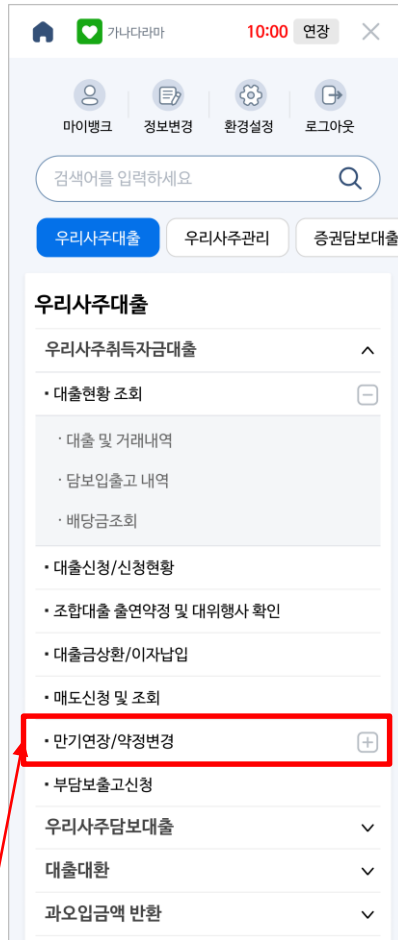 가나다라마 10:00 연장
마이뱅크 정보변경 환경설정 로그아웃
검색어를 입력하세요
우리사주대출 우리사주관리 증권담보대출
우리사주대출
우리사주취득자금대출
• 대출현황 조회
· 대출 및 거래내역
· 담보입출고 내역
· 배당금조회
• 대출신청/신청현황
• 조합대출 출연약정 및 대위행사 확인
• 대출금상환/이자납입
• 매도신청 및 조회
• 만기연장/약정변경
• 부담보출고신청
우리사주담보대출
대출대환
과오입금액 반환